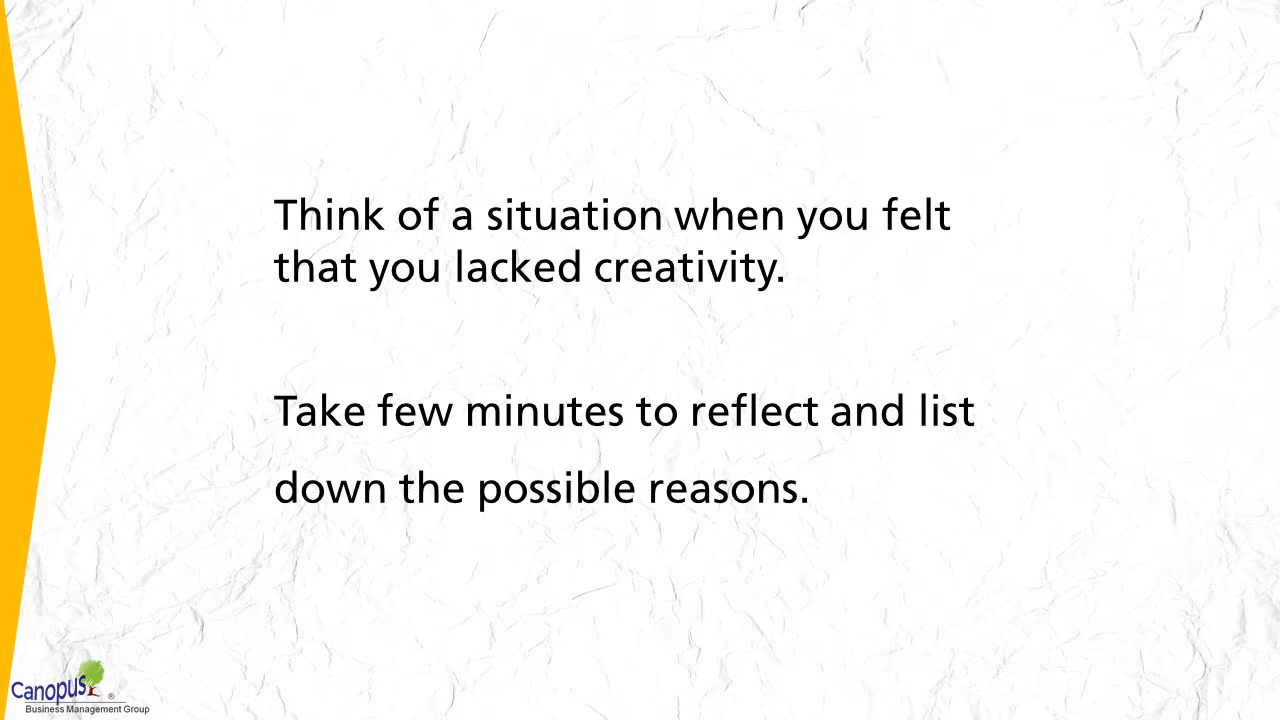 Think of a situation when you felt
that you lacked creativity.
Take few minutes to reflect and list
down the possible reasons.
Canopus ®
Business Management Group